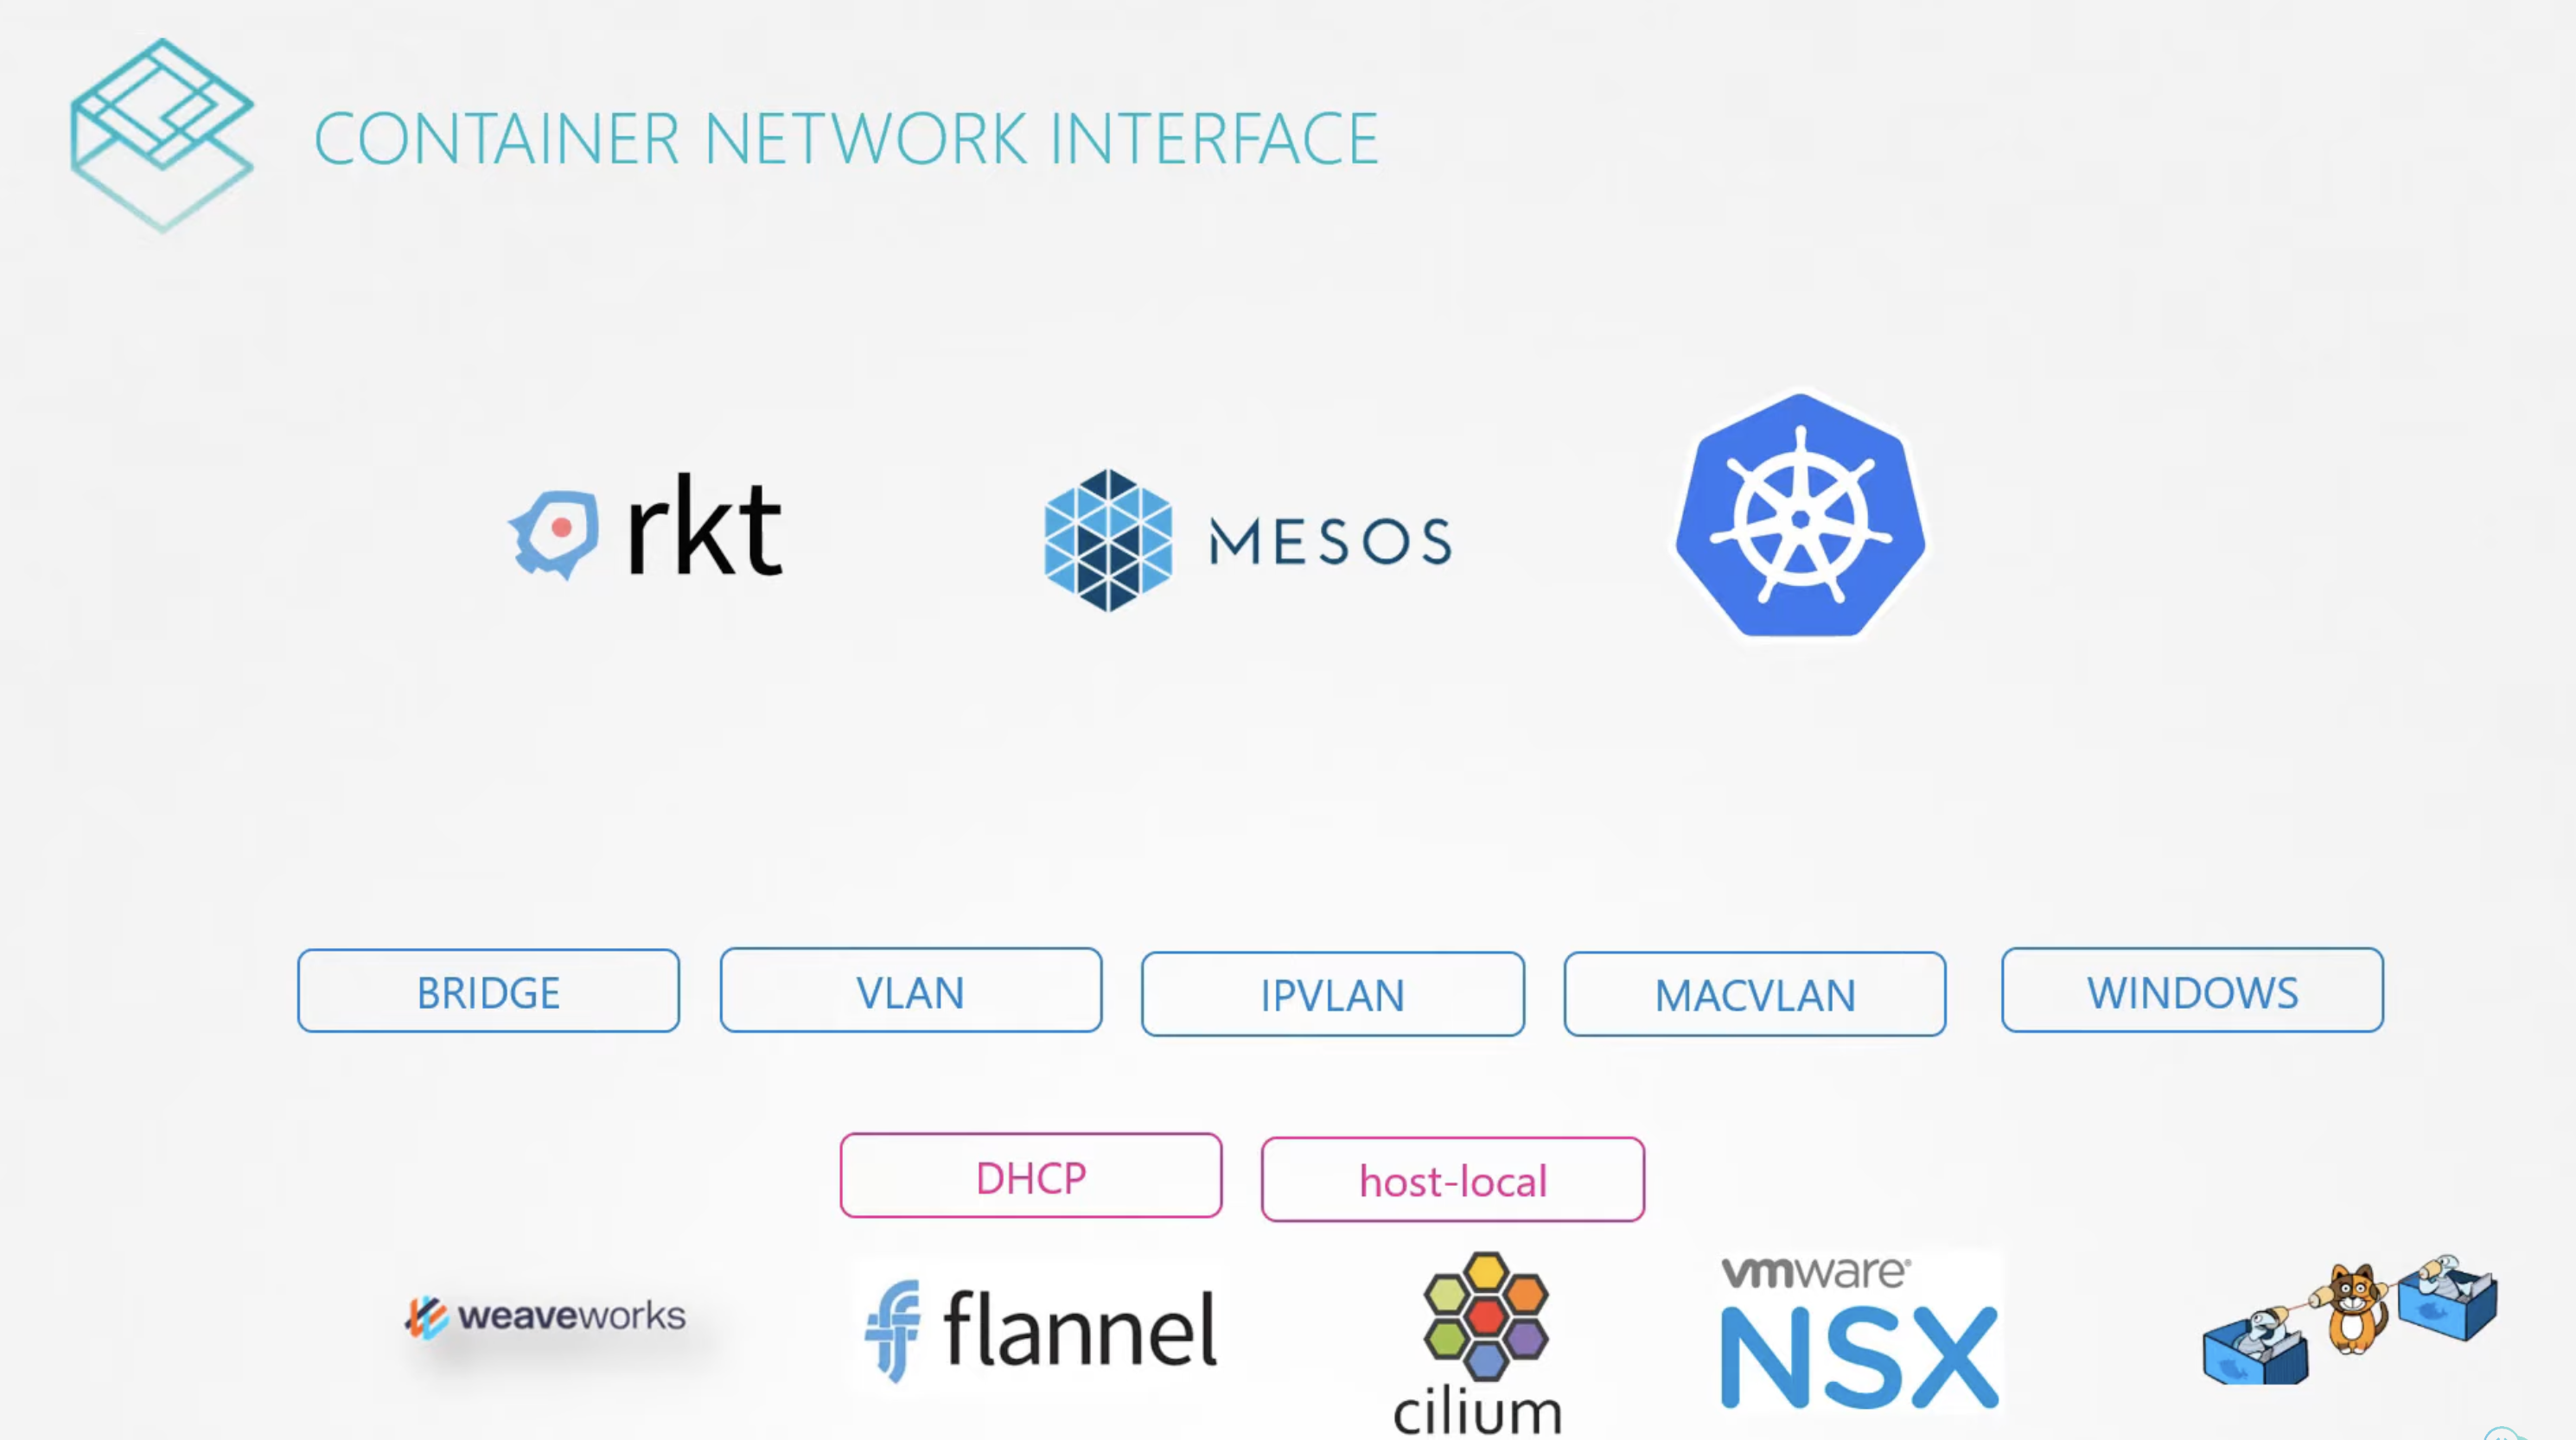 CONTAINER NETWORK INTERFACE
rkt
MESOS
BRIDGE
VLAN
IPVLAN
MACVLAN
WINDOWS
DHCP
host-local
weaveworks
flannel
cilium
vmware®
NSX